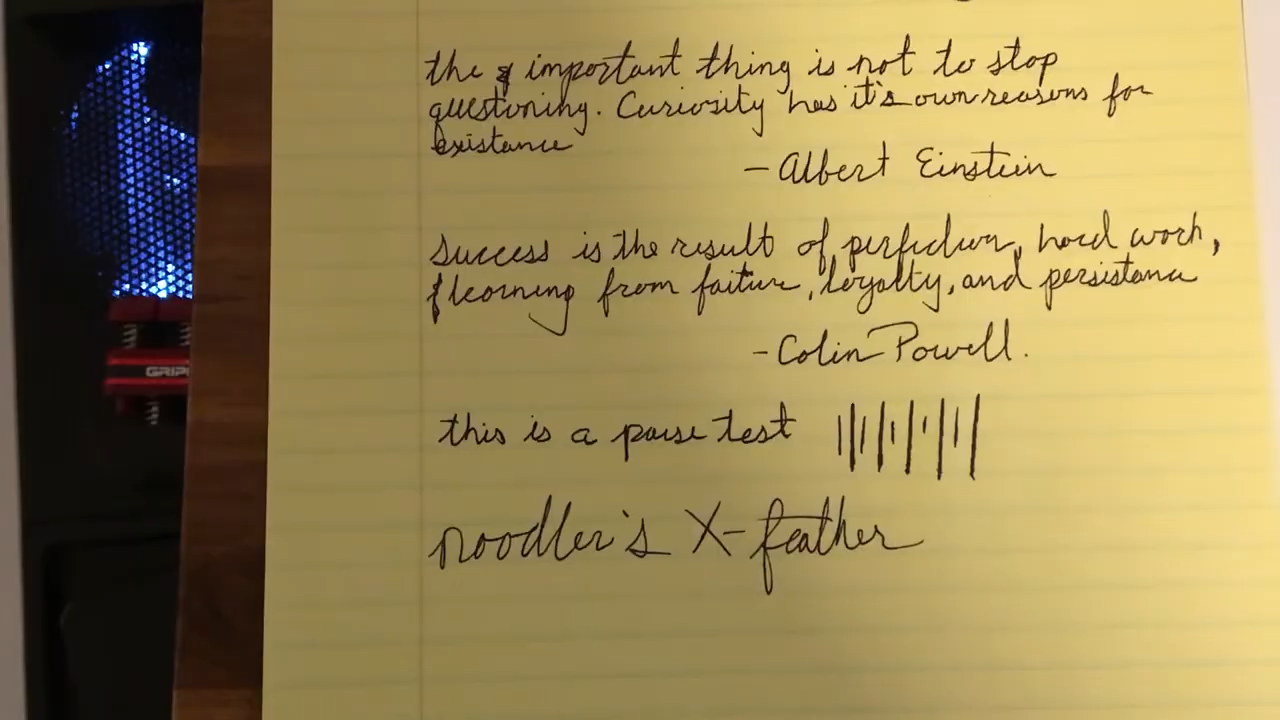 the important thing is not to stop
questioning. Curiosity has it's own reasons for
existance
- Albert Einstein
Success is the result of perfection, hard work,
learning from failure, loyalty, and persistance
- Colin Powell.
this is a pause test
noodler's X-feather
GRIP